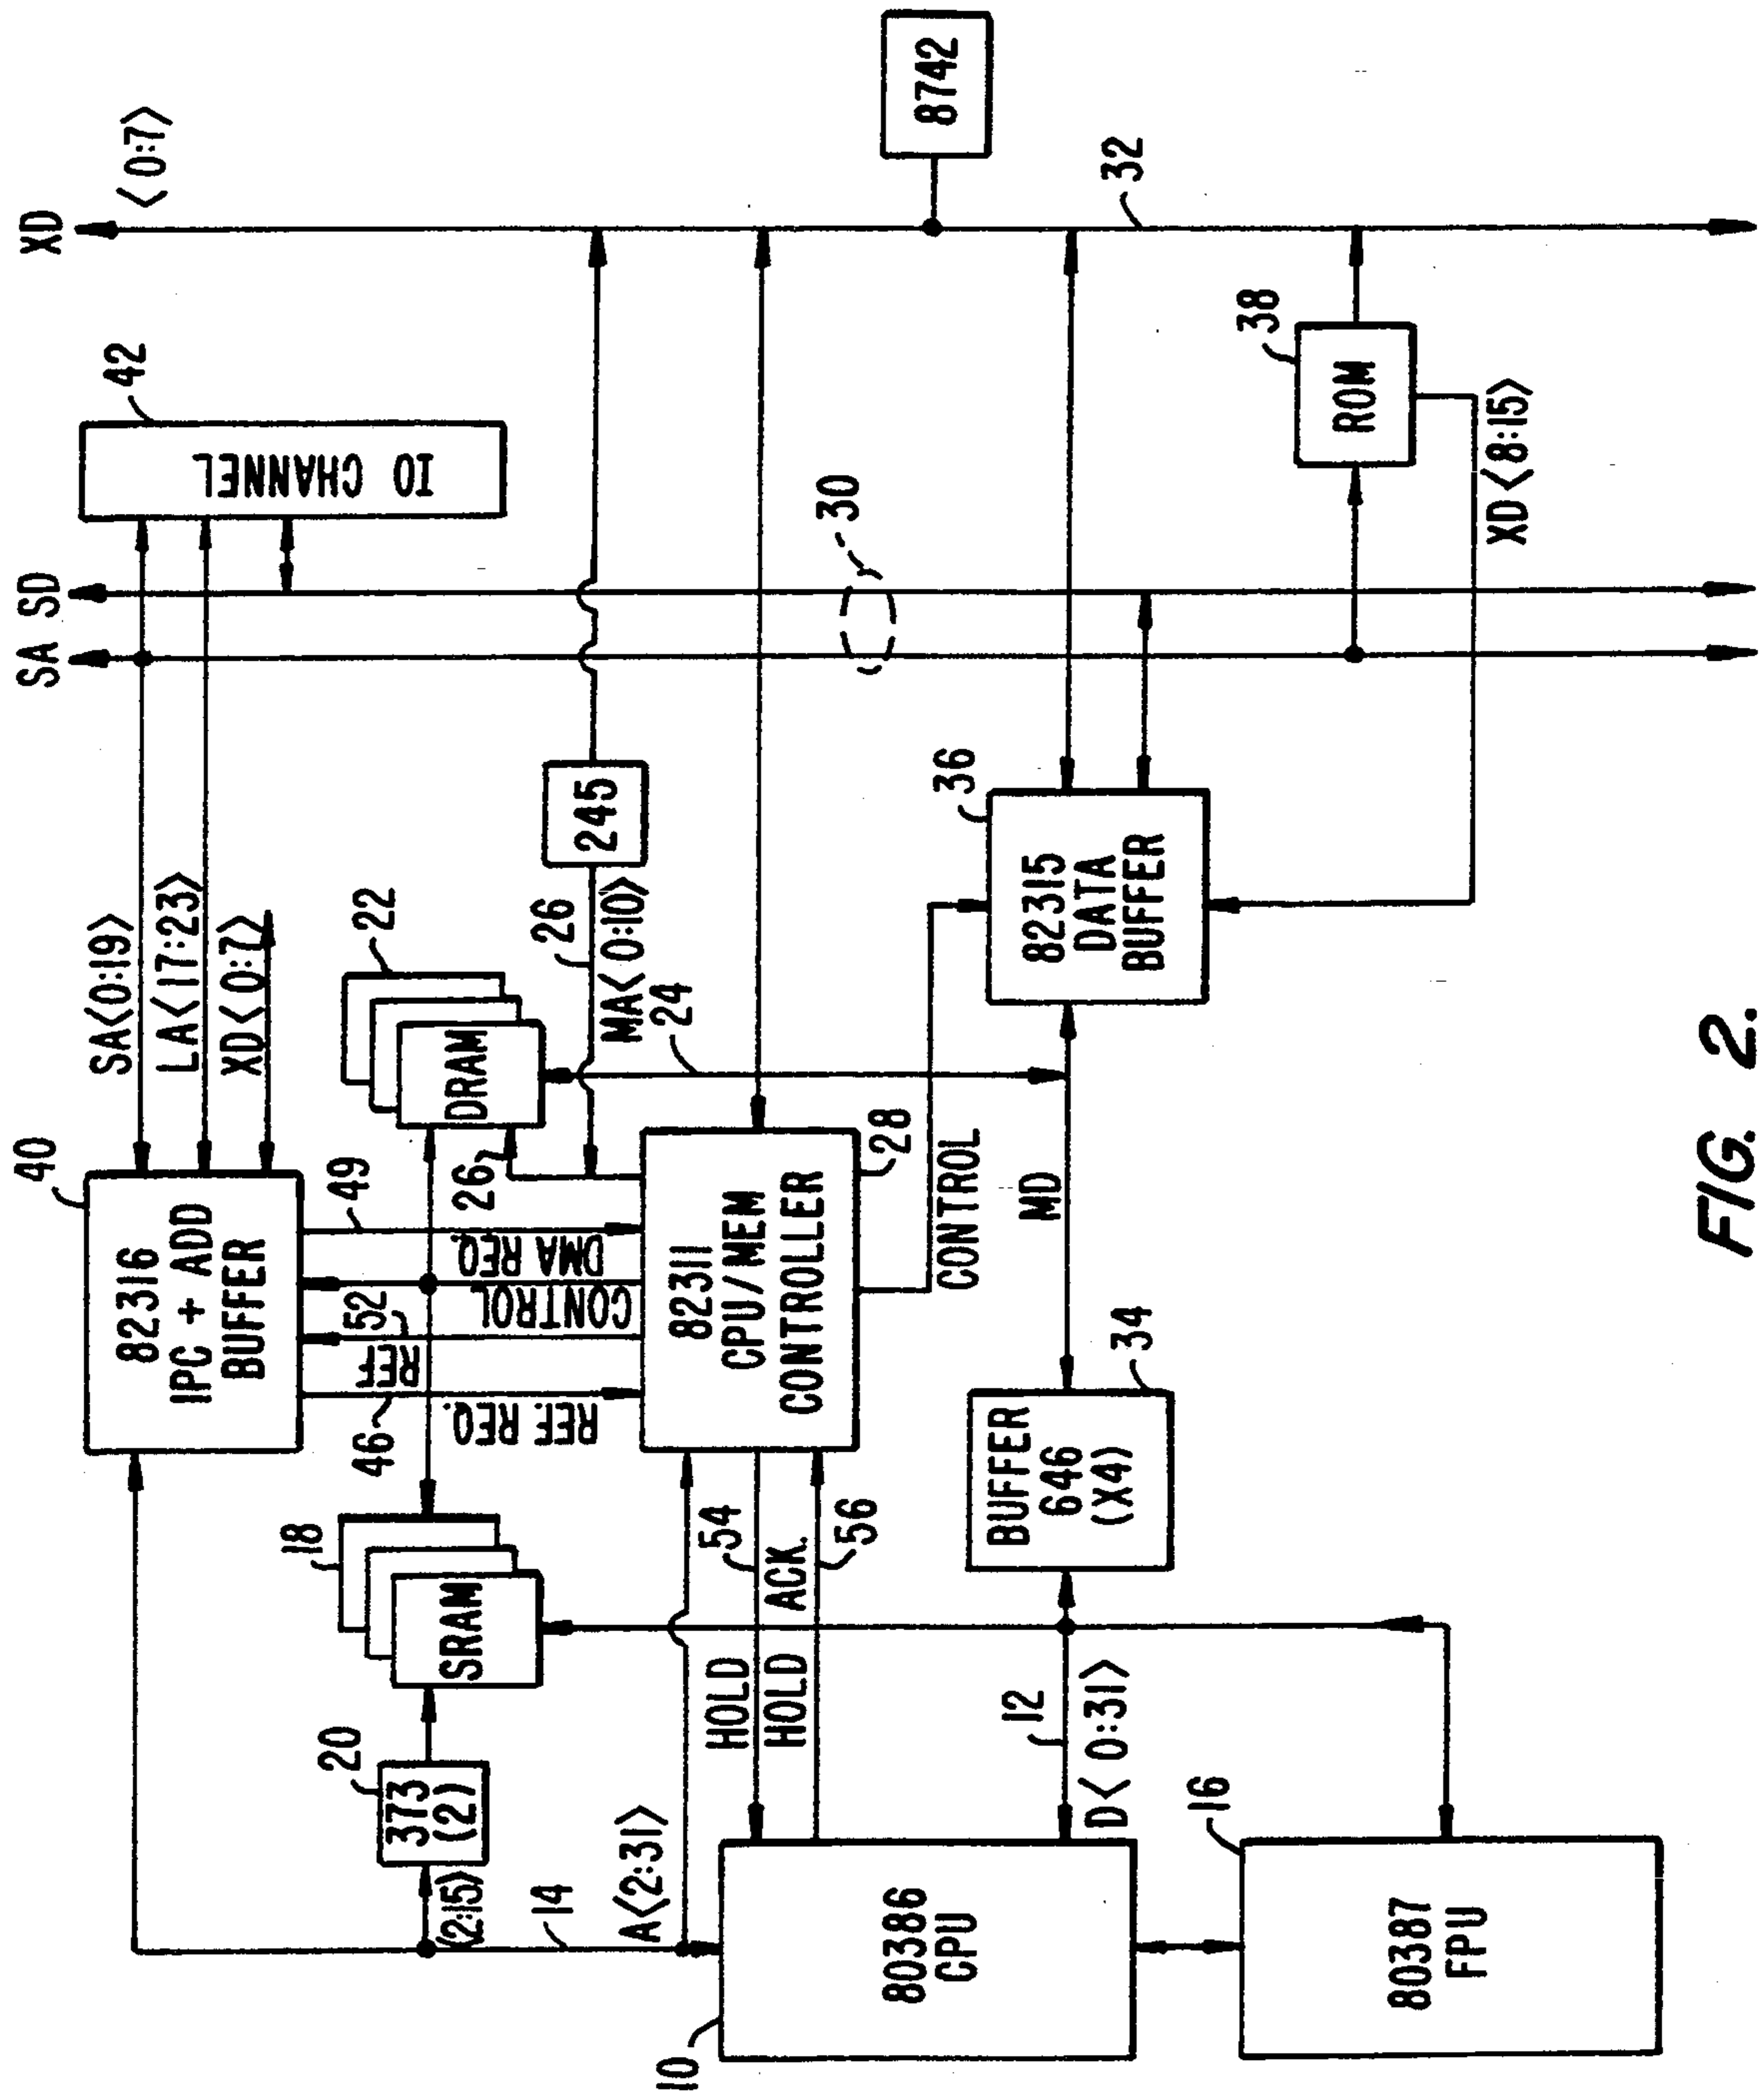 40
82316
IPC + ADD
BUFFER
SA<0:19>
LA<17:23>
XD<0:7>
SA
SD
XD
<0:7>
42
IO CHANNEL
18
SRAM
20
373
(2)
<2:15>
14
A<2:31>
46
REF. REQ.
REF
52
CONTROL
DMA REQ.
49
22
DRAM
26
26
MA<0:10>
24
245
30
8742
32
82311
CPU/MEM
CONTROLLER
28
CONTROL
HOLD
54
HOLD ACK.
56
10
80386
CPU
12
D<0:31>
16
80387
FPU
BUFFER
646
(X4)
34
MD
36
82315
DATA
BUFFER
38
ROM
XD<8:15>
FIG. 2.